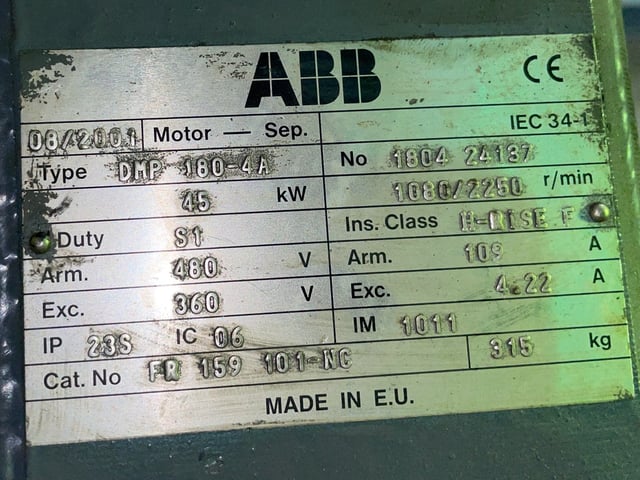 ABB CE
08/2001 Motor — Sep. IEC 34-1
Type DMP 180-4A No 1804 24137
45 kW 1080/2250 r/min
Duty S1 Ins. Class H-RISE F
Arm. 480 V Arm. 109 A
Exc. 360 V Exc. 4.22 A
IP 23S IC 06 IM 1011
Cat. No FR 159 101-NC 315 kg
MADE IN E.U.